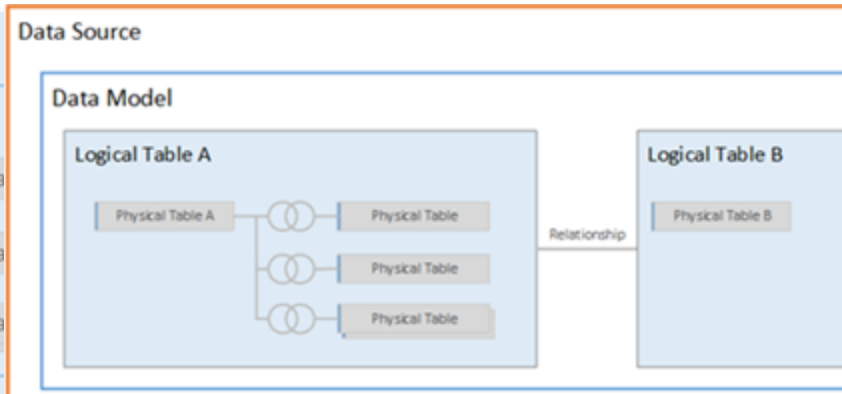 Data Source
Data Model
Logical Table A
Logical Table B
Physical Table A
Physical Table
Physical Table B
Relationship
Physical Table
Physical Table